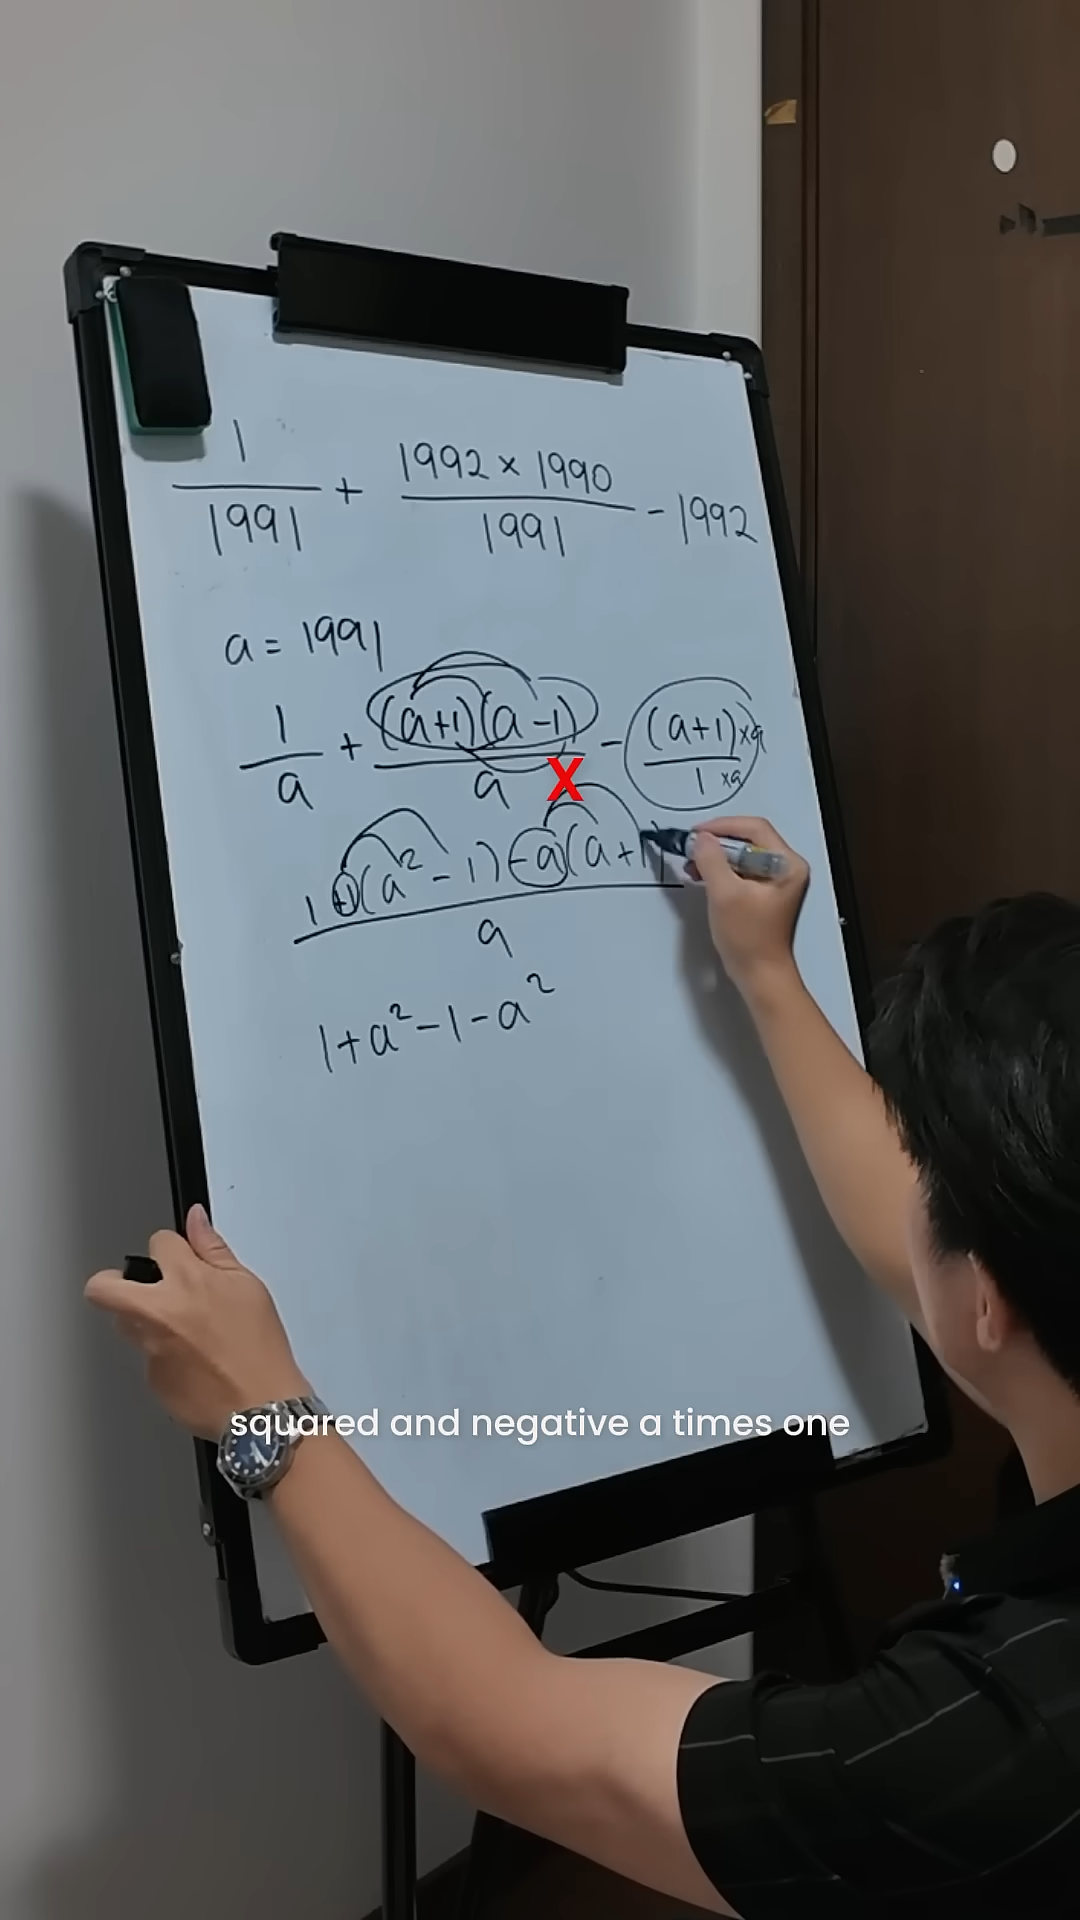 1/1991 + 1992 × 1990/1991 - 1992
a = 1991
1/a + (a+1)(a-1)/a - (a+1)×a/1×a
X
1+1(a²-1)-a(a+1)/a
1+a²-1-a²
squared and negative a times one